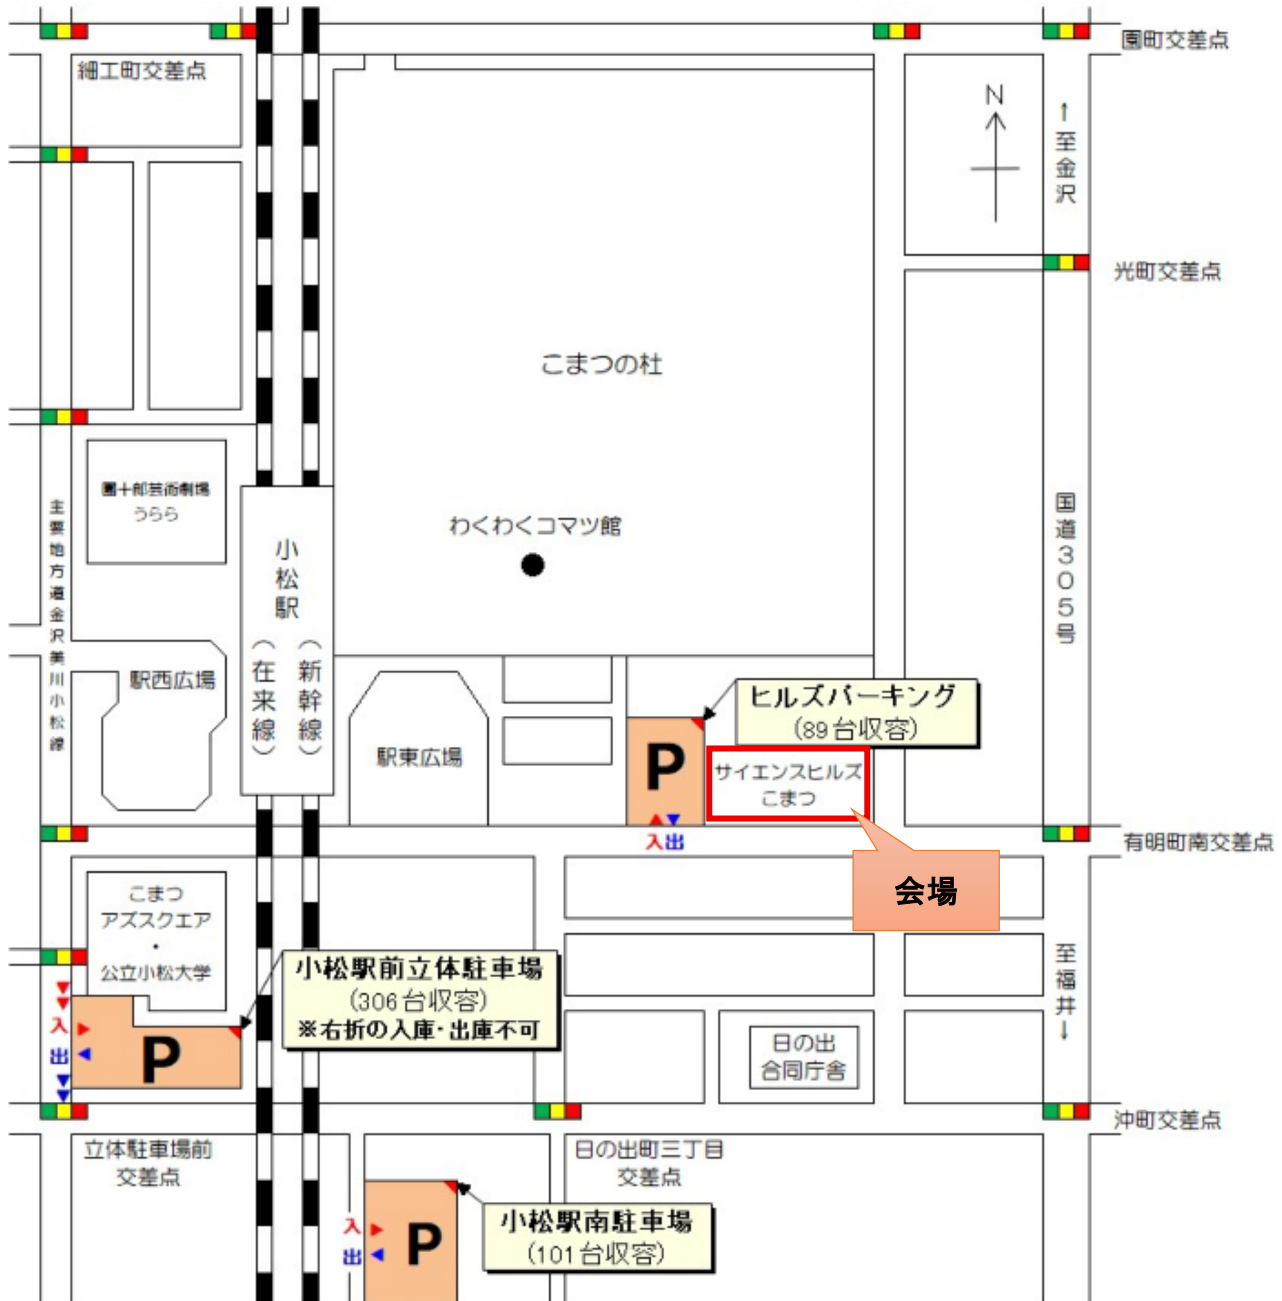 園町交差点
細工町交差点
N
↑至金沢
光町交差点
こまつの杜
團十郎芸術劇場
うらら
わくわくコマツ館
主要地方道金沢美川小松線
国道305号
小松駅
（在来線）
（新幹線）
駅西広場
駅東広場
ヒルズパーキング
(89台収容)
P
サイエンスヒルズ
こまつ
入出
有明町南交差点
会場
こまつ
アズスクエア
・
公立小松大学
小松駅前立体駐車場
(306台収容)
※右折の入庫・出庫不可
至福井↓
入
出
P
日の出
合同庁舎
沖町交差点
立体駐車場前
交差点
日の出町三丁目
交差点
小松駅南駐車場
(101台収容)
入
出
P